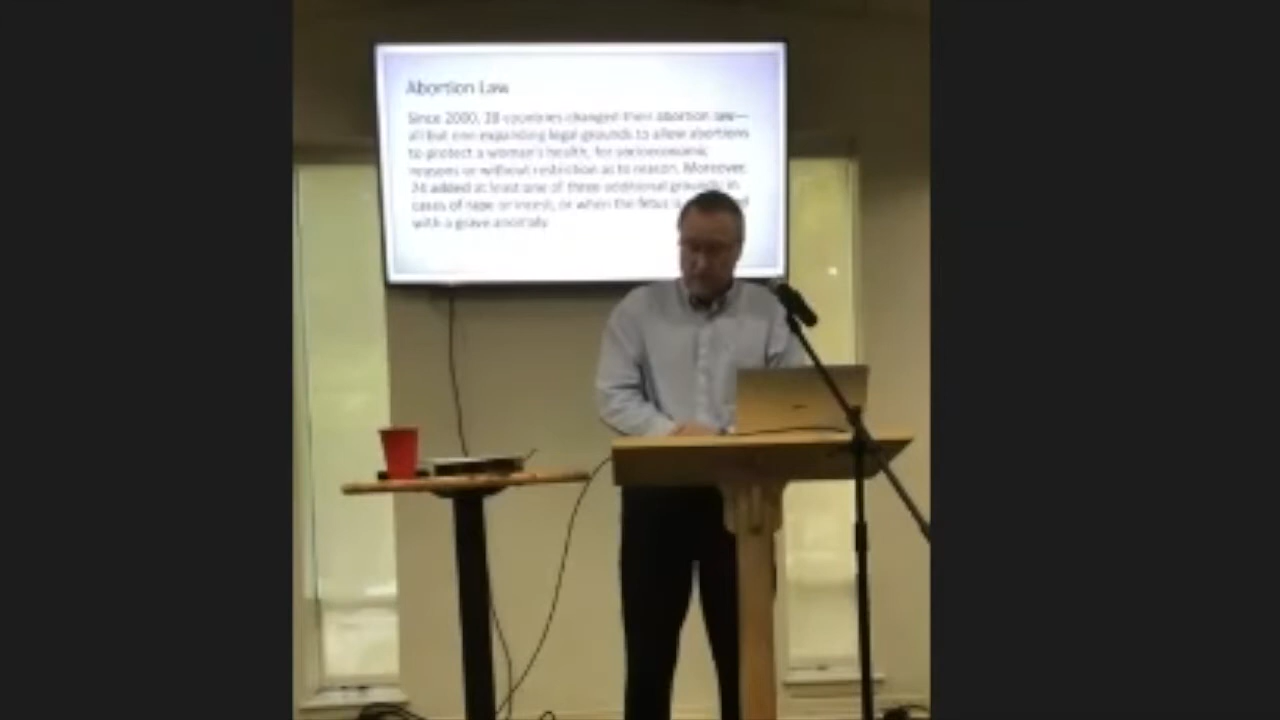 Abortion Law
Since 2000, 28 countries changed their abortion law—
all but one expanding legal grounds to allow abortions
to protect a woman's health, for socioeconomic
reasons or without restriction as to reason. Moreover,
24 added at least one of three additional grounds: in
cases of rape or incest, or when the fetus is
with a grave anomaly